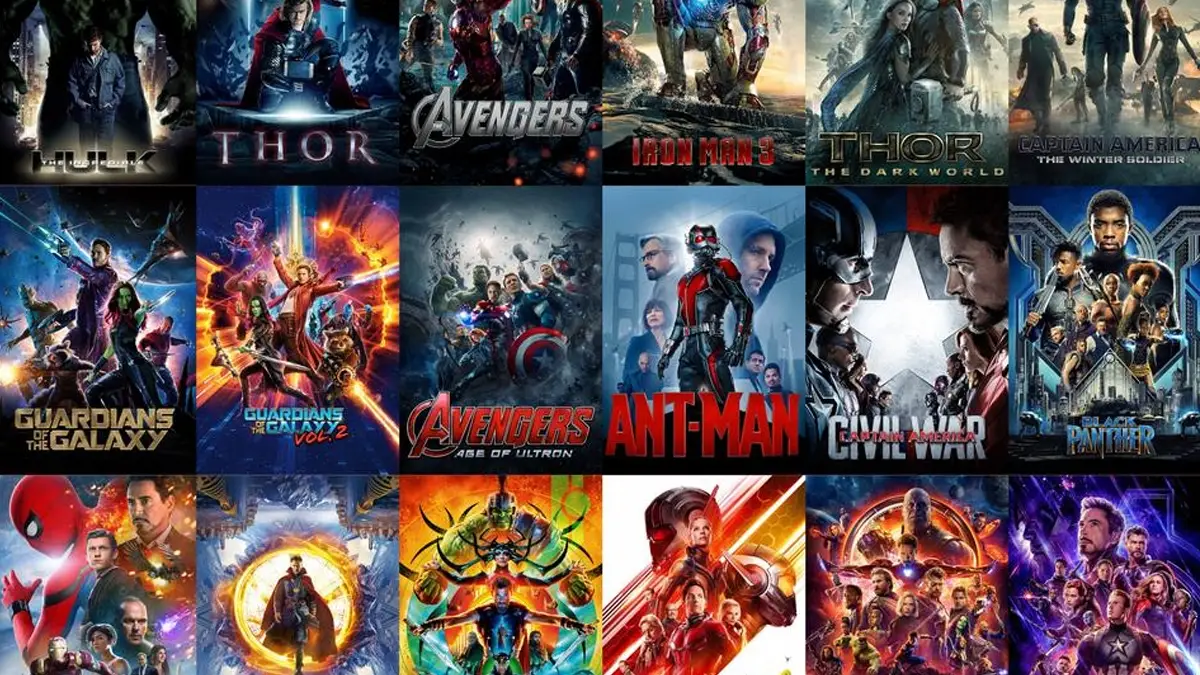 THE INCREDIBLE
HULK
THOR
AVENGERS
IRON MAN 3
THOR
THE DARK WORLD
CAPTAIN AMERICA
THE WINTER SOLDIER
GUARDIANS
OF THE GALAXY
GUARDIANS
OF THE GALAXY
VOL. 2
AVENGERS
AGE OF ULTRON
ANT-MAN
CAPTAIN AMERICA
CIVIL WAR
BLACK
PANTHER